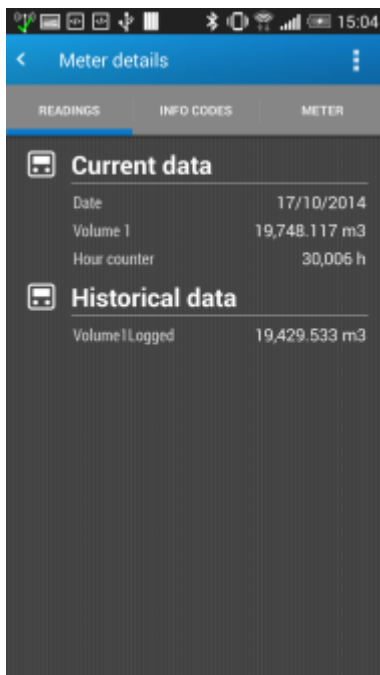 15:04
Meter details
READINGS INFO CODES METER
Current data
Date 17/10/2014
Volume 1 19,748.117 m3
Hour counter 30,006 h
Historical data
Volume1Logged 19,429.533 m3